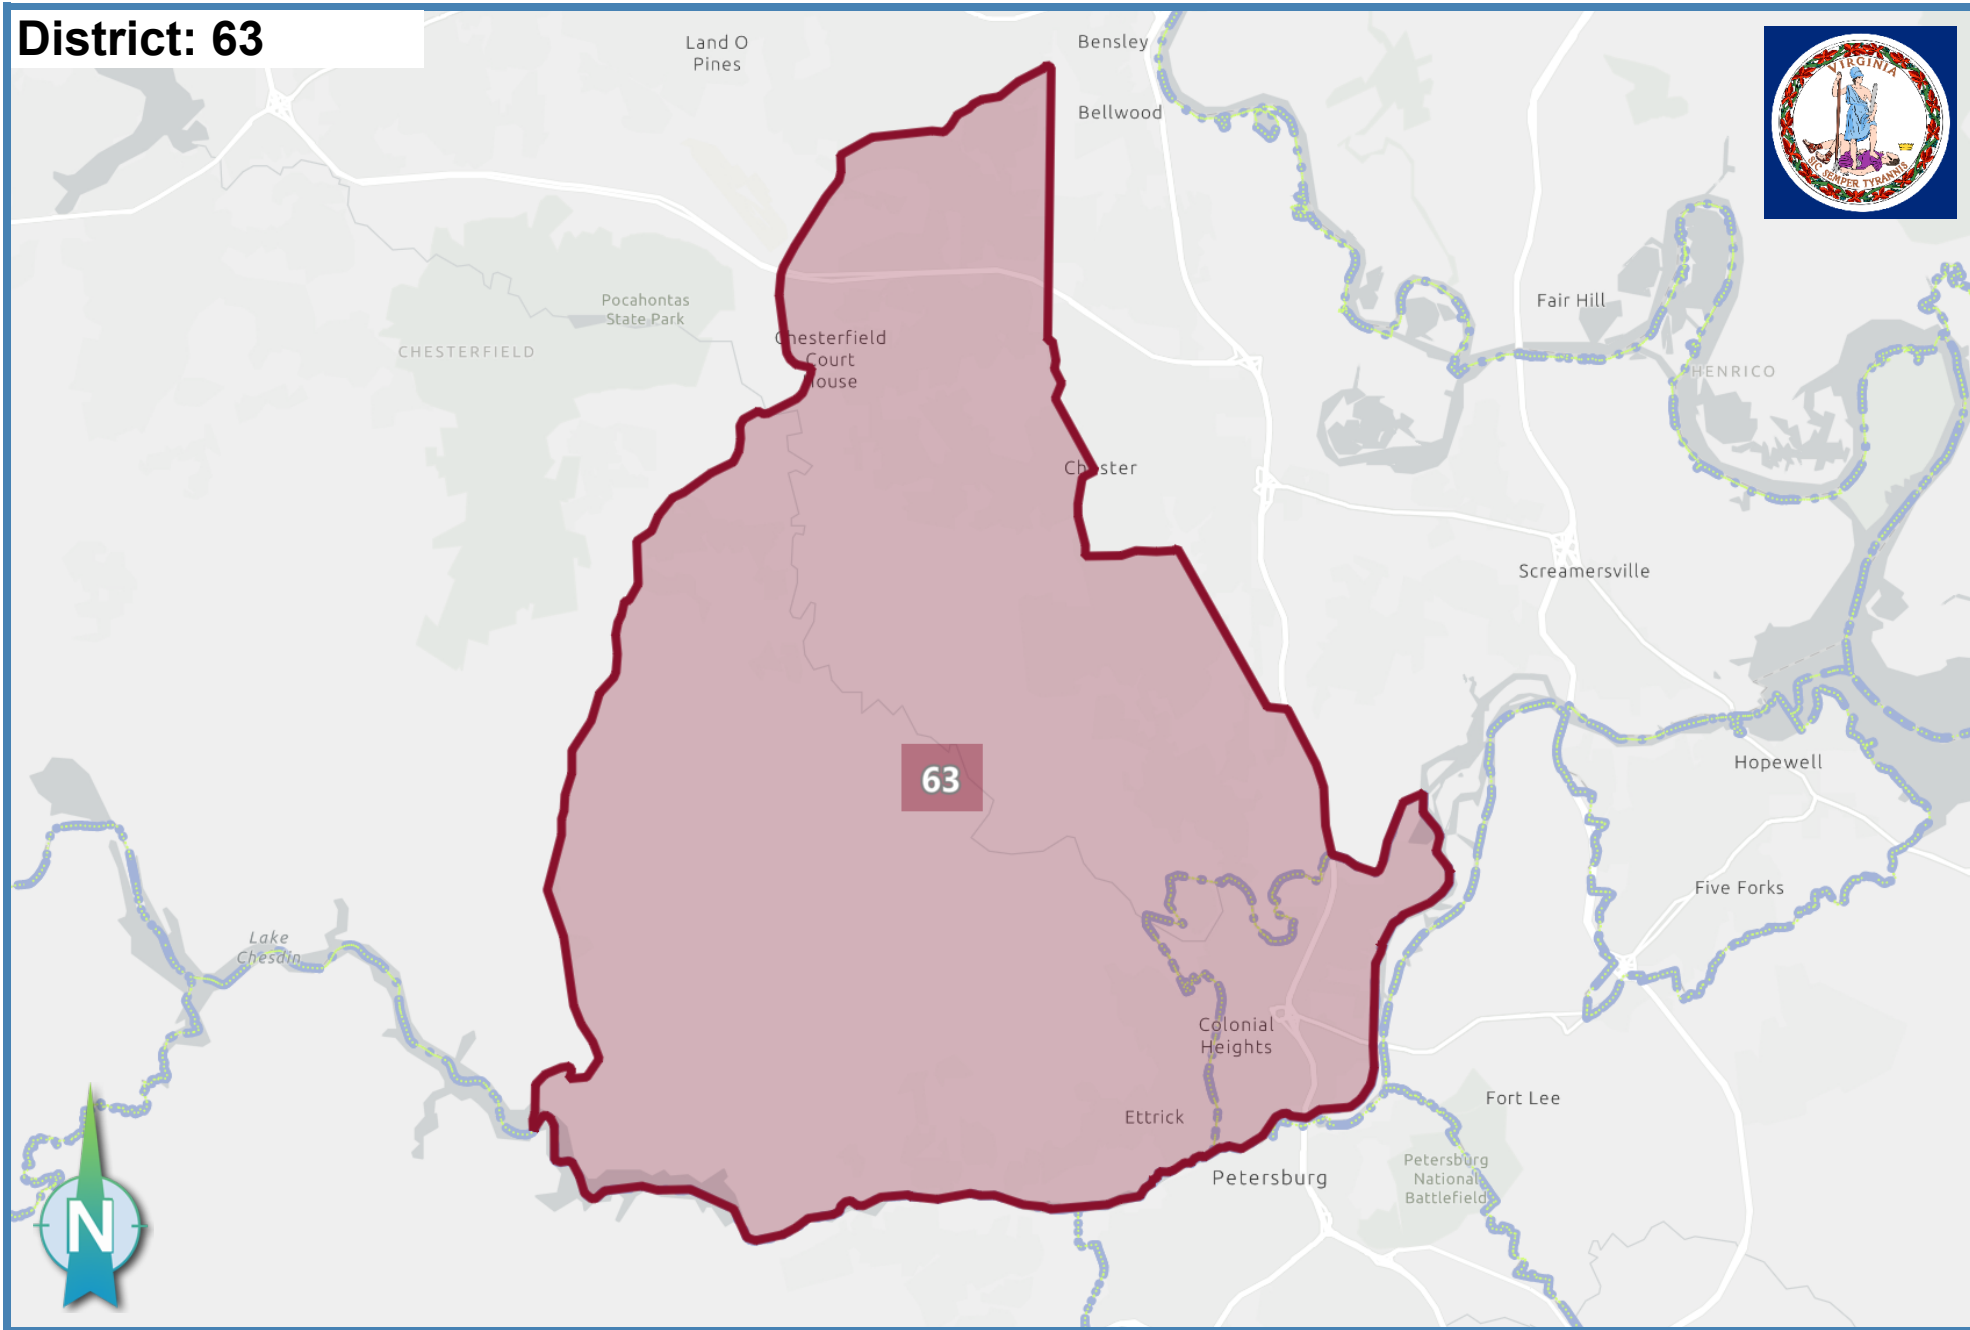 District: 63
VIRGINIA
SIC SEMPER TYRANNIS
Land O
Pines
Bensley
Bellwood
Pocahontas
State Park
CHESTERFIELD
Chesterfield
Court
House
Fair Hill
HENRICO
Chester
Screamersville
63
Hopewell
Five Forks
Lake
Chesdin
Colonial
Heights
Ettrick
Fort Lee
Petersburg
Petersburg
National
Battlefield
N